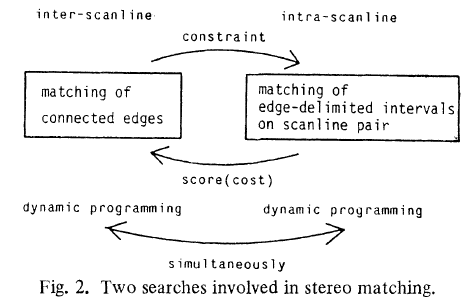 inter-scanline
intra-scanline
constraint
matching of
connected edges
matching of
edge-delimited intervals
on scanline pair
score(cost)
dynamic programming
dynamic programming
simultaneously
Fig. 2. Two searches involved in stereo matching.